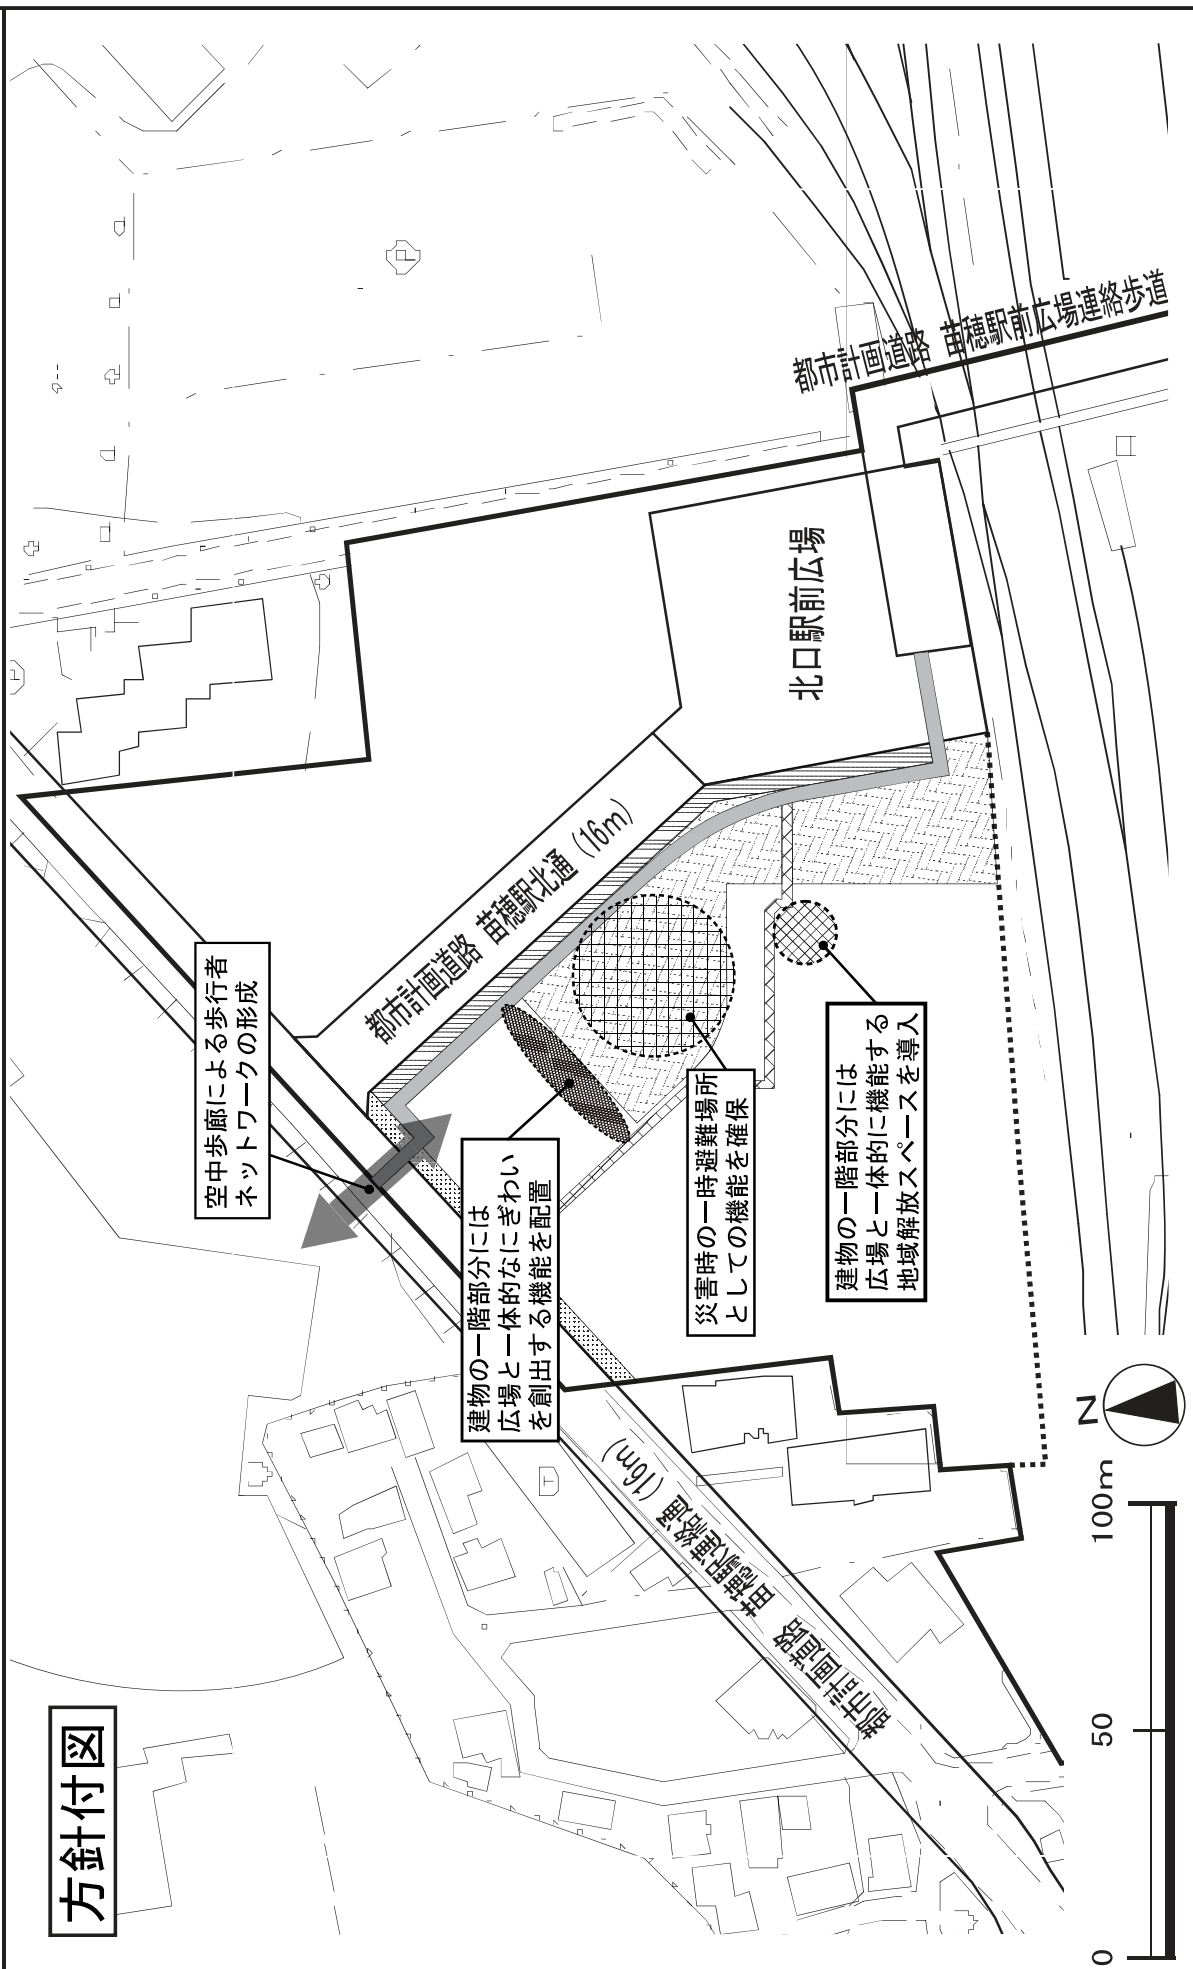 方針付図
空中歩廊による歩行者
ネットワークの形成
都市計画道路 苗穂駅北通（16m）
都市計画道路 苗穂駅前広場連絡歩道
北口駅前広場
建物の一階部分には
広場と一体的なにぎわい
を創出する機能を配置
災害時の一時避難場所
としての機能を確保
建物の一階部分には
広場と一体的に機能する
地域解放スペースを導入
都市計画道路 苗穂駅連絡通（16m）
N
0 50 100m